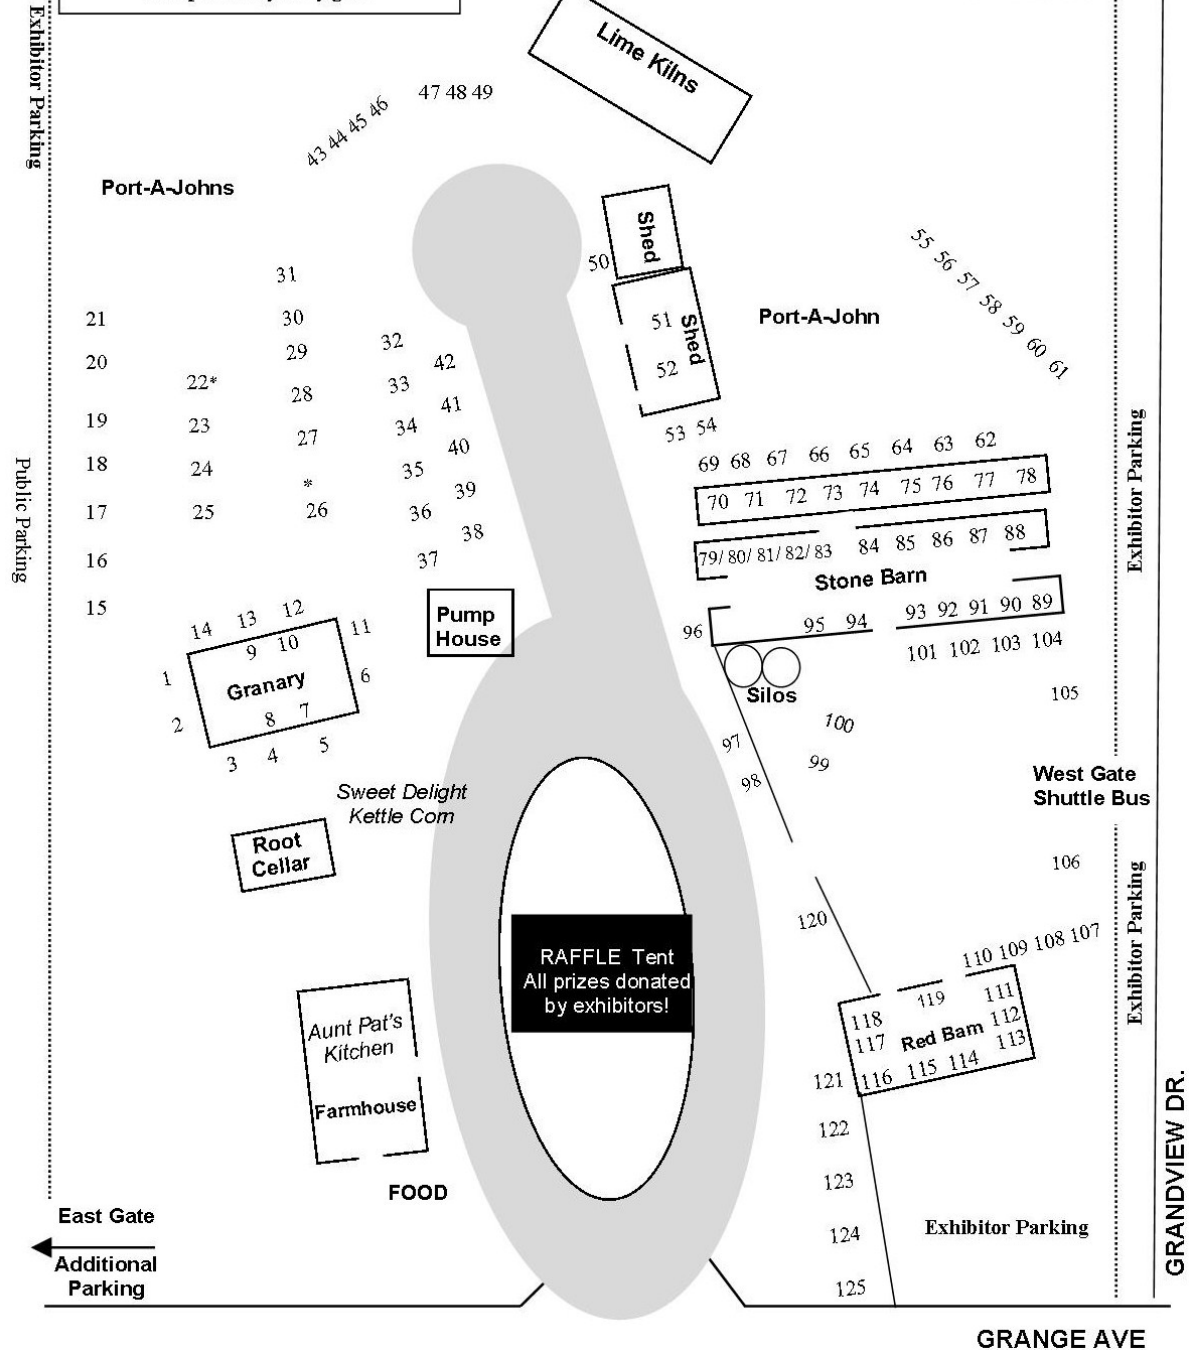 Exhibitor Parking
Lime Kilns
47 48 49
43 44 45 46
Port-A-Johns
Shed
50
55 56 57 58 59 60 61
31
21
30
51
Shed
Port-A-John
29
32
20
42
52
22*
28
33
41
19
23
27
34
53 54
40
69 68 67 66 65 64 63 62
18
24
35
*
39
70 71 72 73 74 75 76 77 78
Exhibitor Parking
Public Parking
17
25
26
36
38
37
79/ 80/ 81/ 82/ 83 84 85 86 87 88
16
Stone Barn
15
14 13 12
11
Pump
House
96
95 94 93 92 91 90 89
9 10
101 102 103 104
1
Granary
6
Silos
105
2
8 7
100
3 4 5
97
99
98
West Gate
Shuttle Bus
Sweet Delight
Kettle Corn
Root
Cellar
106
Exhibitor Parking
120
110 109 108 107
RAFFLE Tent
All prizes donated
by exhibitors!
118
119
111
112
117
Red Barn
113
Aunt Pat's
Kitchen
121
116 115 114
Farmhouse
122
123
FOOD
East Gate
124
Exhibitor Parking
Additional
Parking
125
GRANDVIEW DR.
GRANGE AVE